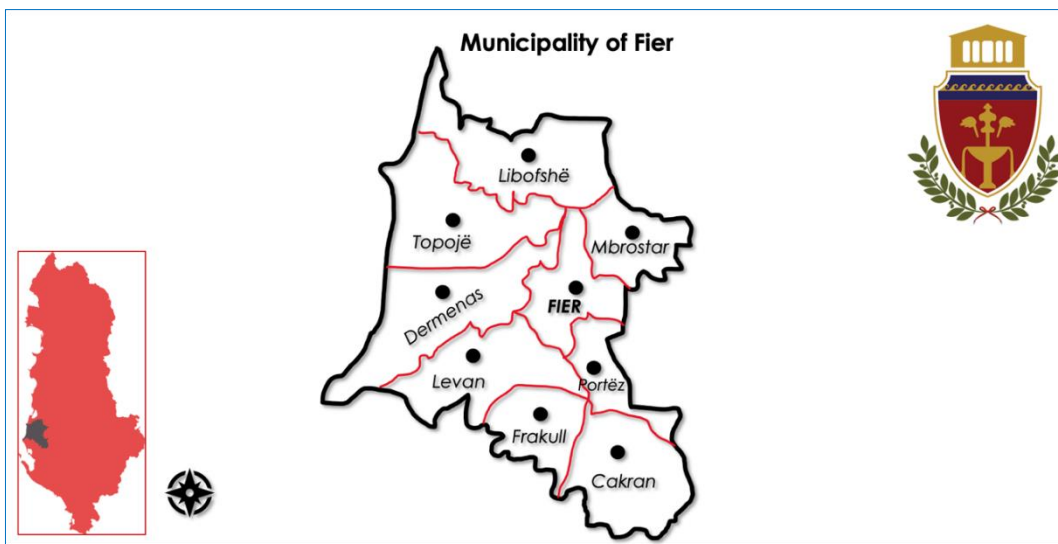 Municipality of Fier
Libofshë
Topojë
Mbrostar
Dermenas
FIER
Levan
Portëz
Frakull
Cakran